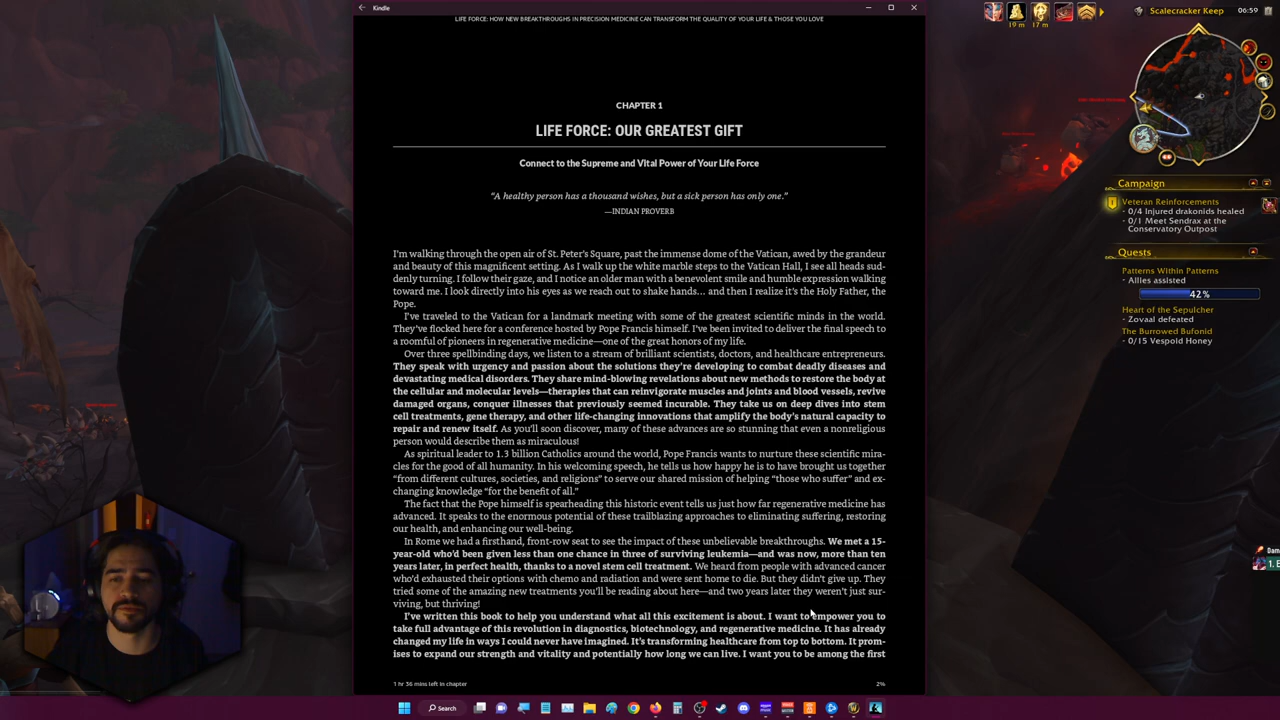 Kindle
LIFE FORCE: HOW NEW BREAKTHROUGHS IN PRECISION MEDICINE CAN TRANSFORM THE QUALITY OF YOUR LIFE & THOSE YOU LOVE
CHAPTER 1
LIFE FORCE: OUR GREATEST GIFT
Connect to the Supreme and Vital Power of Your Life Force
“A healthy person has a thousand wishes, but a sick person has only one.”
—INDIAN PROVERB
I'm walking through the open air of St. Peter's Square, past the immense dome of the Vatican, awed by the grandeur
and beauty of this magnificent setting. As I walk up the white marble steps to the Vatican Hall, I see all heads sud-
denly turning. I follow their gaze, and I notice an older man with a benevolent smile and humble expression walking
toward me. I look directly into his eyes as we reach out to shake hands… and then I realize it's the Holy Father, the
Pope.
I've traveled to the Vatican for a landmark meeting with some of the greatest scientific minds in the world.
They've flocked here for a conference hosted by Pope Francis himself. I've been invited to deliver the final speech to
a roomful of pioneers in regenerative medicine—one of the great honors of my life.
Over three spellbinding days, we listen to a stream of brilliant scientists, doctors, and healthcare entrepreneurs.
They speak with urgency and passion about the solutions they're developing to combat deadly diseases and
devastating medical disorders. They share mind-blowing revelations about new methods to restore the body at
the cellular and molecular levels—therapies that can reinvigorate muscles and joints and blood vessels, revive
damaged organs, conquer illnesses that previously seemed incurable. They take us on deep dives into stem
cell treatments, gene therapy, and other life-changing innovations that amplify the body's natural capacity to
repair and renew itself. As you'll soon discover, many of these advances are so stunning that even a nonreligious
person would describe them as miraculous!
As spiritual leader to 1.3 billion Catholics around the world, Pope Francis wants to nurture these scientific mira-
cles for the good of all humanity. In his welcoming speech, he tells us how happy he is to have brought us together
“from different cultures, societies, and religions” to serve our shared mission of helping “those who suffer” and ex-
changing knowledge “for the benefit of all.”
The fact that the Pope himself is spearheading this historic event tells us just how far regenerative medicine has
advanced. It speaks to the enormous potential of these trailblazing approaches to eliminating suffering, restoring
our health, and enhancing our well-being.
In Rome we had a firsthand, front-row seat to see the impact of these unbelievable breakthroughs. We met a 15-
year-old who'd been given less than one chance in three of surviving leukemia—and was now, more than ten
years later, in perfect health, thanks to a novel stem cell treatment. We heard from people with advanced cancer
who'd exhausted their options with chemo and radiation and were sent home to die. But they didn't give up. They
tried some of the amazing new treatments you'll be reading about here—and two years later they weren't just sur-
viving, but thriving!
I've written this book to help you understand what all this excitement is about. I want to empower you to
take full advantage of this revolution in diagnostics, biotechnology, and regenerative medicine. It has already
changed my life in ways I could never have imagined. It's transforming healthcare from top to bottom. It prom-
ises to expand our strength and vitality and potentially how long we can live. I want you to be among the first
1 hr 36 mins left in chapter
2%
19 m
17 m
Scalecracker Keep
06:59
Campaign
Veteran Reinforcements
- 0/4 Injured drakonids healed
- 0/1 Meet Sendrax at the
Conservatory Outpost
Quests
Patterns Within Patterns
- Allies assisted
42%
Heart of the Sepulcher
- Zovaal defeated
The Burrowed Bufonid
- 0/15 Vespoid Honey
Dama
1. E
Search